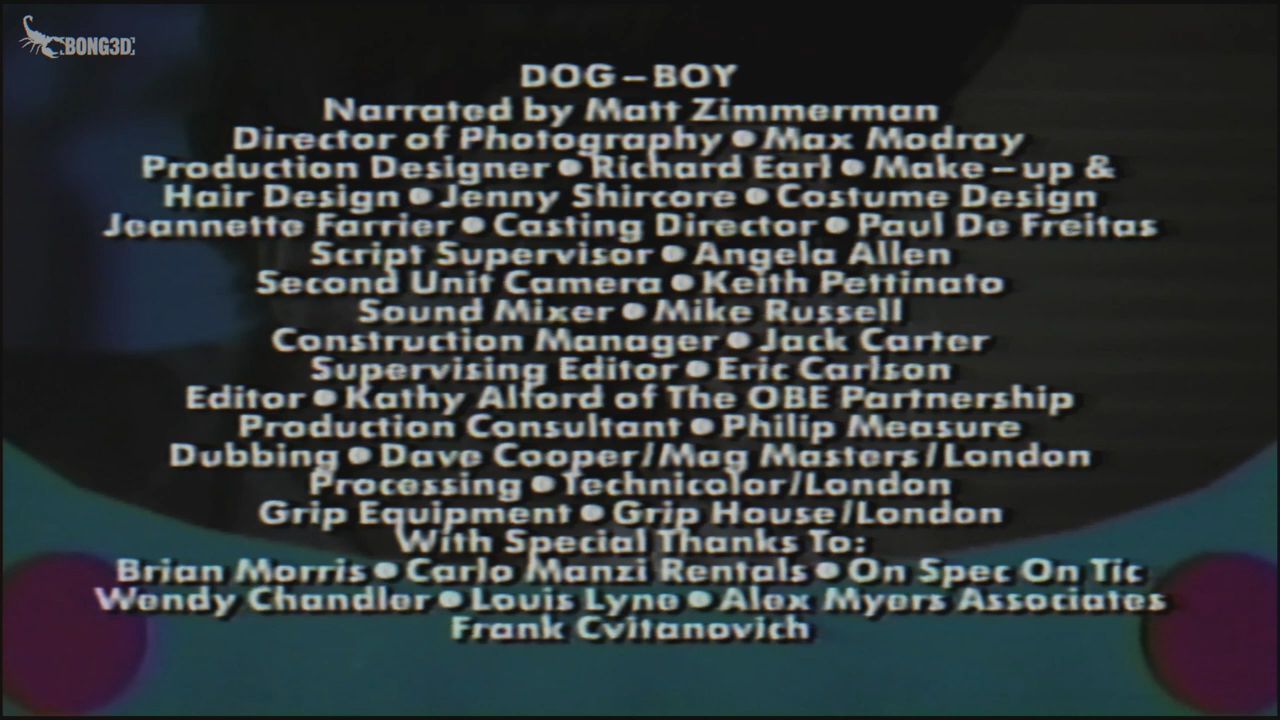 BONG3D
DOG-BOY
Narrated by Matt Zimmerman
Director of Photography • Max Modray
Production Designer • Richard Earl • Make-up &
Hair Design • Jenny Shircore • Costume Design
Jeannette Farrier • Casting Director • Paul De Freitas
Script Supervisor • Angela Allen
Second Unit Camera • Keith Pettinato
Sound Mixer • Mike Russell
Construction Manager • Jack Carter
Supervising Editor • Eric Carlson
Editor • Kathy Alford of The OBE Partnership
Production Consultant • Philip Measure
Dubbing • Dave Cooper/Mag Masters/London
Processing • Technicolor/London
Grip Equipment • Grip House/London
With Special Thanks To:
Brian Morris • Carlo Manzi Rentals • On Spec On Tic
Wendy Chandler • Louis Lyne • Alex Myers Associates
Frank Cvitanovich